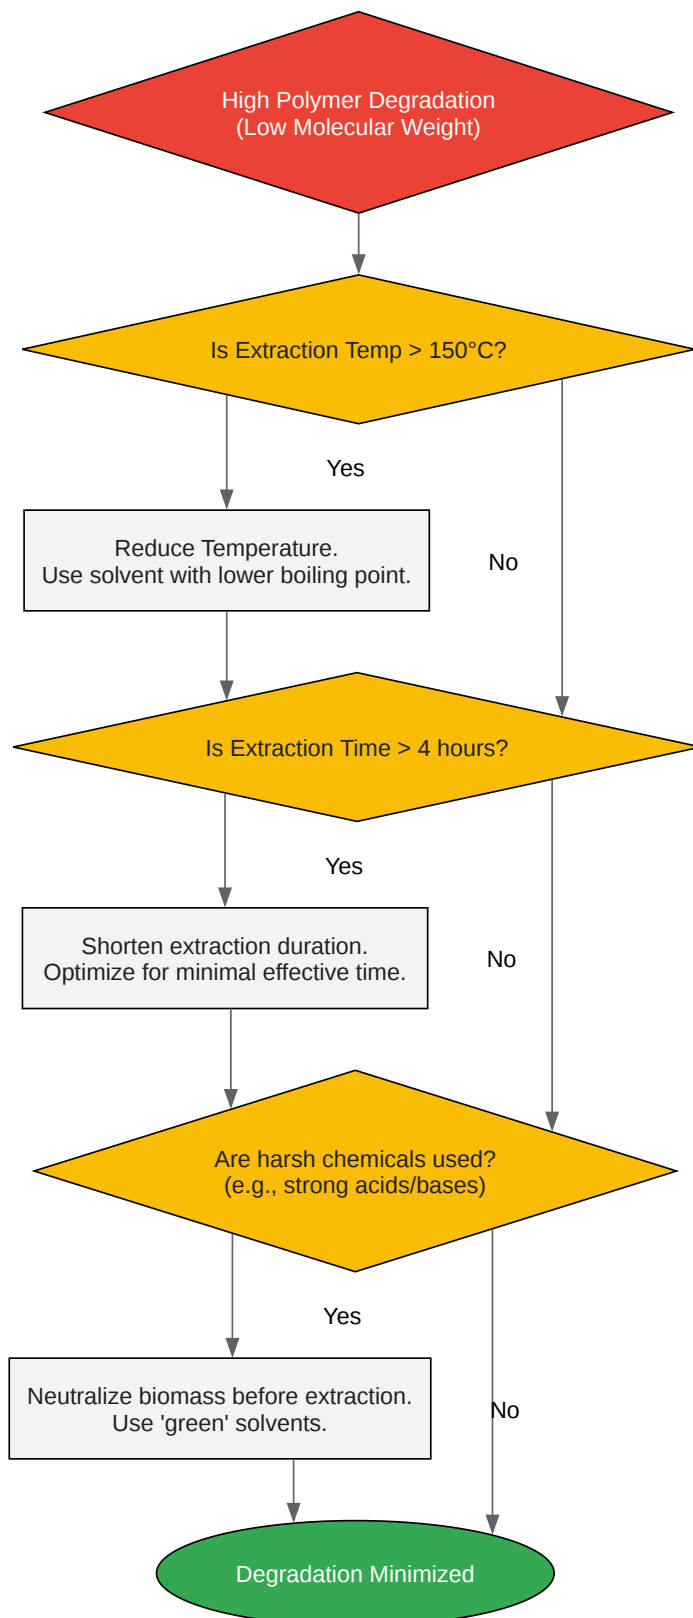 High Polymer Degradation
(Low Molecular Weight)
Is Extraction Temp > 150°C?
Yes
Reduce Temperature.
Use solvent with lower boiling point.
No
Is Extraction Time > 4 hours?
Yes
Shorten extraction duration.
Optimize for minimal effective time.
No
Are harsh chemicals used?
(e.g., strong acids/bases)
Yes
Neutralize biomass before extraction.
Use 'green' solvents.
No
Degradation Minimized